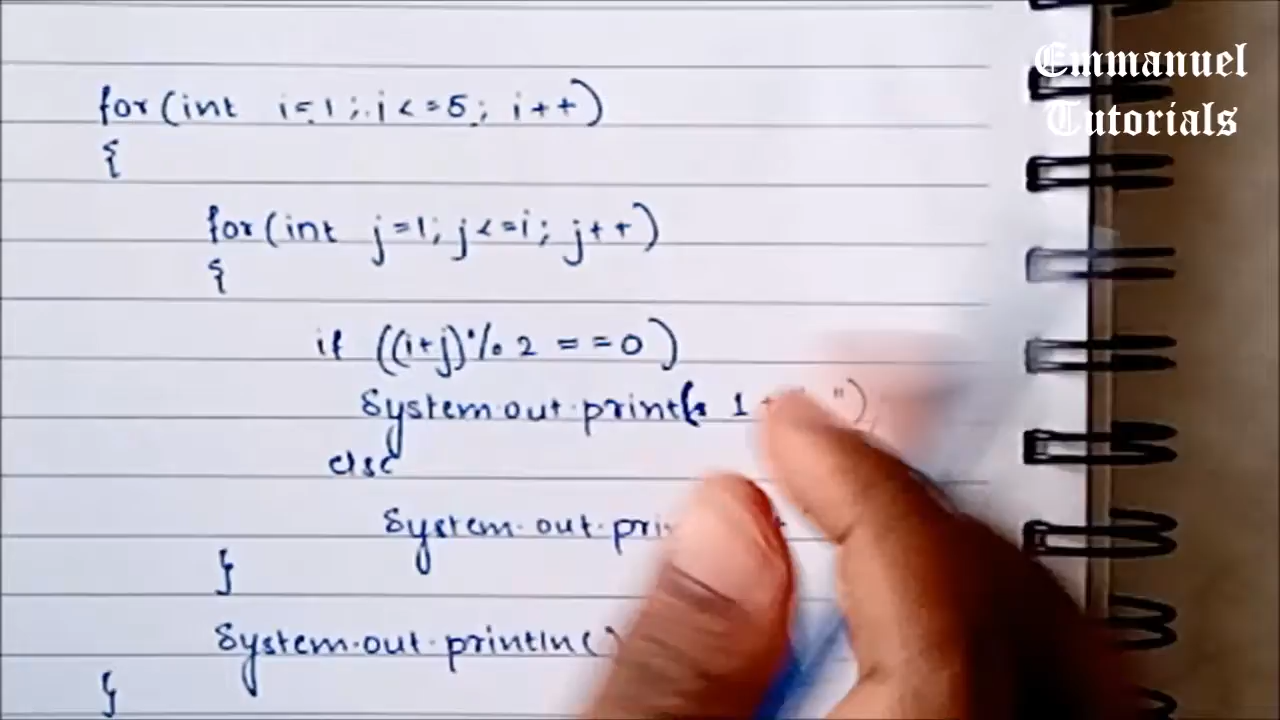 Emmanuel
Tutorials
for(int i=1; i<=5; i++)
{
for(int j=1; j<=i; j++)
{
if ((i+j)%2 ==0)
System.out.print( 1 + " ")
else
System.out.pri
}
System.out.println()
}